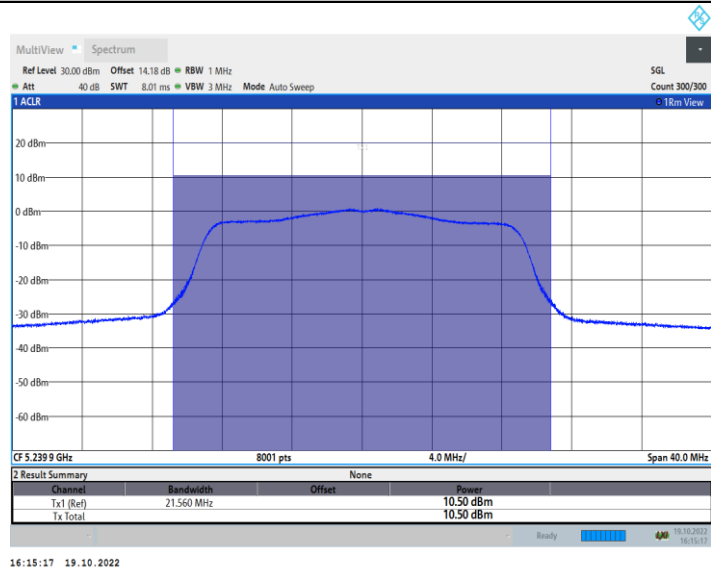 MultiView Spectrum
Ref Level 30.00 dBm Offset 14.18 dB RBW 1 MHz SGL
Att 40 dB SWT 8.01 ms VBW 3 MHz Mode Auto Sweep Count 300/300
1 ACLR 1Rm View
20 dBm
10 dBm
0 dBm
-10 dBm
-20 dBm
-30 dBm
-40 dBm
-50 dBm
-60 dBm
CF 5.239 9 GHz 8001 pts 4.0 MHz/ Span 40.0 MHz
2 Result Summary None
Channel Bandwidth Offset Power
Tx1 (Ref) 21.560 MHz 10.50 dBm
Tx Total 10.50 dBm
Ready 19.10.2022
16:15:17
16:15:17 19.10.2022